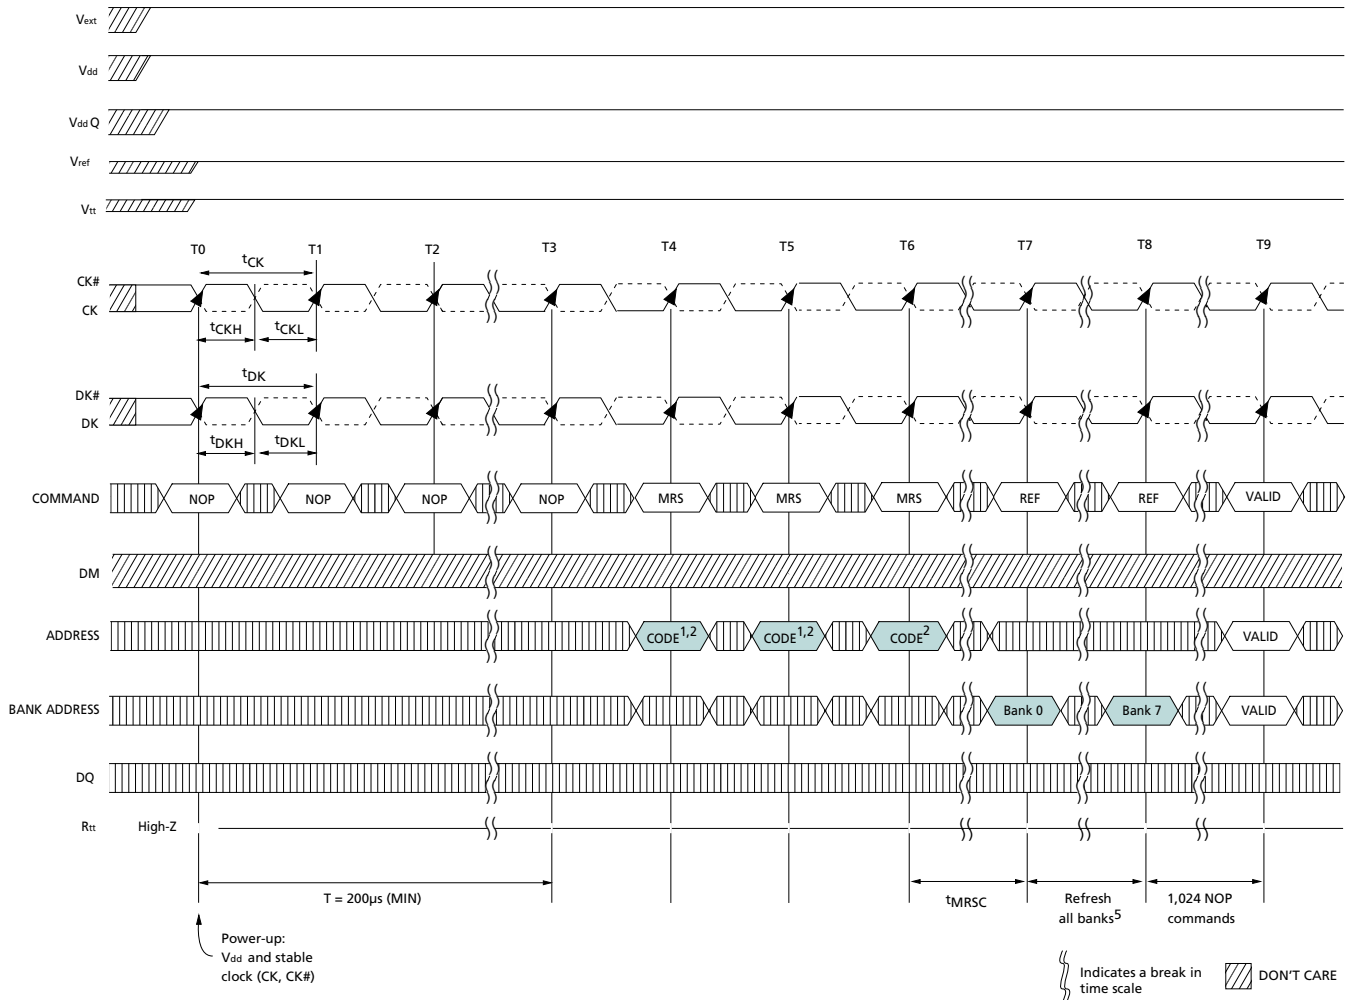 Vext
Vdd
VddQ
Vref
Vtt
T0 T1 T2 T3 T4 T5 T6 T7 T8 T9
tCK
CK#
CK
tCKH tCKL
tDK
DK#
DK
tDKH tDKL
COMMAND NOP NOP NOP NOP MRS MRS MRS REF REF VALID
DM
ADDRESS CODE1,2 CODE1,2 CODE2 VALID
BANK ADDRESS Bank 0 Bank 7 VALID
DQ
Rtt High-Z
T = 200µs (MIN)
tMRSC
Refresh
all banks5
1,024 NOP
commands
Power-up:
Vdd and stable
clock (CK, CK#)
Indicates a break in
time scale
DON'T CARE